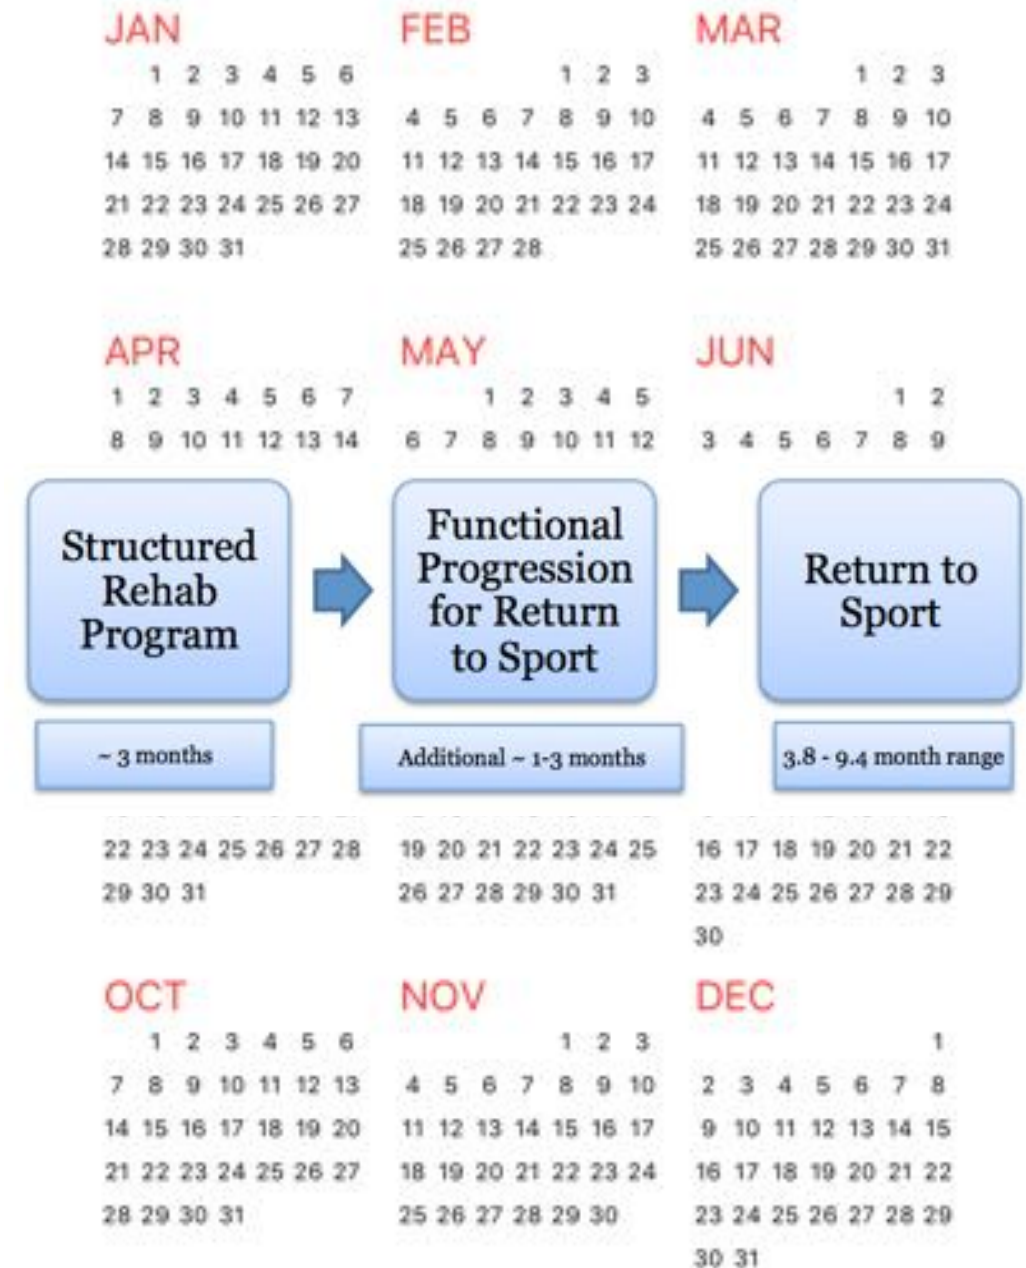 JAN FEB MAR
1 2 3 4 5 6 1 2 3 1 2 3
7 8 9 10 11 12 13 4 5 6 7 8 9 10 4 5 6 7 8 9 10
14 15 16 17 18 19 20 11 12 13 14 15 16 17 11 12 13 14 15 16 17
21 22 23 24 25 26 27 18 19 20 21 22 23 24 18 19 20 21 22 23 24
28 29 30 31 25 26 27 28 25 26 27 28 29 30 31
APR MAY JUN
1 2 3 4 5 6 7 1 2 3 4 5 1 2
8 9 10 11 12 13 14 6 7 8 9 10 11 12 3 4 5 6 7 8 9
Structured
Rehab
Program
Functional
Progression
for Return
to Sport
Return to
Sport
~ 3 months
Additional ~ 1-3 months
3.8 - 9.4 month range
22 23 24 25 26 27 28 19 20 21 22 23 24 25 16 17 18 19 20 21 22
29 30 31 26 27 28 29 30 31 23 24 25 26 27 28 29
30
OCT NOV DEC
1 2 3 4 5 6 1 2 3 1
7 8 9 10 11 12 13 4 5 6 7 8 9 10 2 3 4 5 6 7 8
14 15 16 17 18 19 20 11 12 13 14 15 16 17 9 10 11 12 13 14 15
21 22 23 24 25 26 27 18 19 20 21 22 23 24 16 17 18 19 20 21 22
28 29 30 31 25 26 27 28 29 30 23 24 25 26 27 28 29
30 31